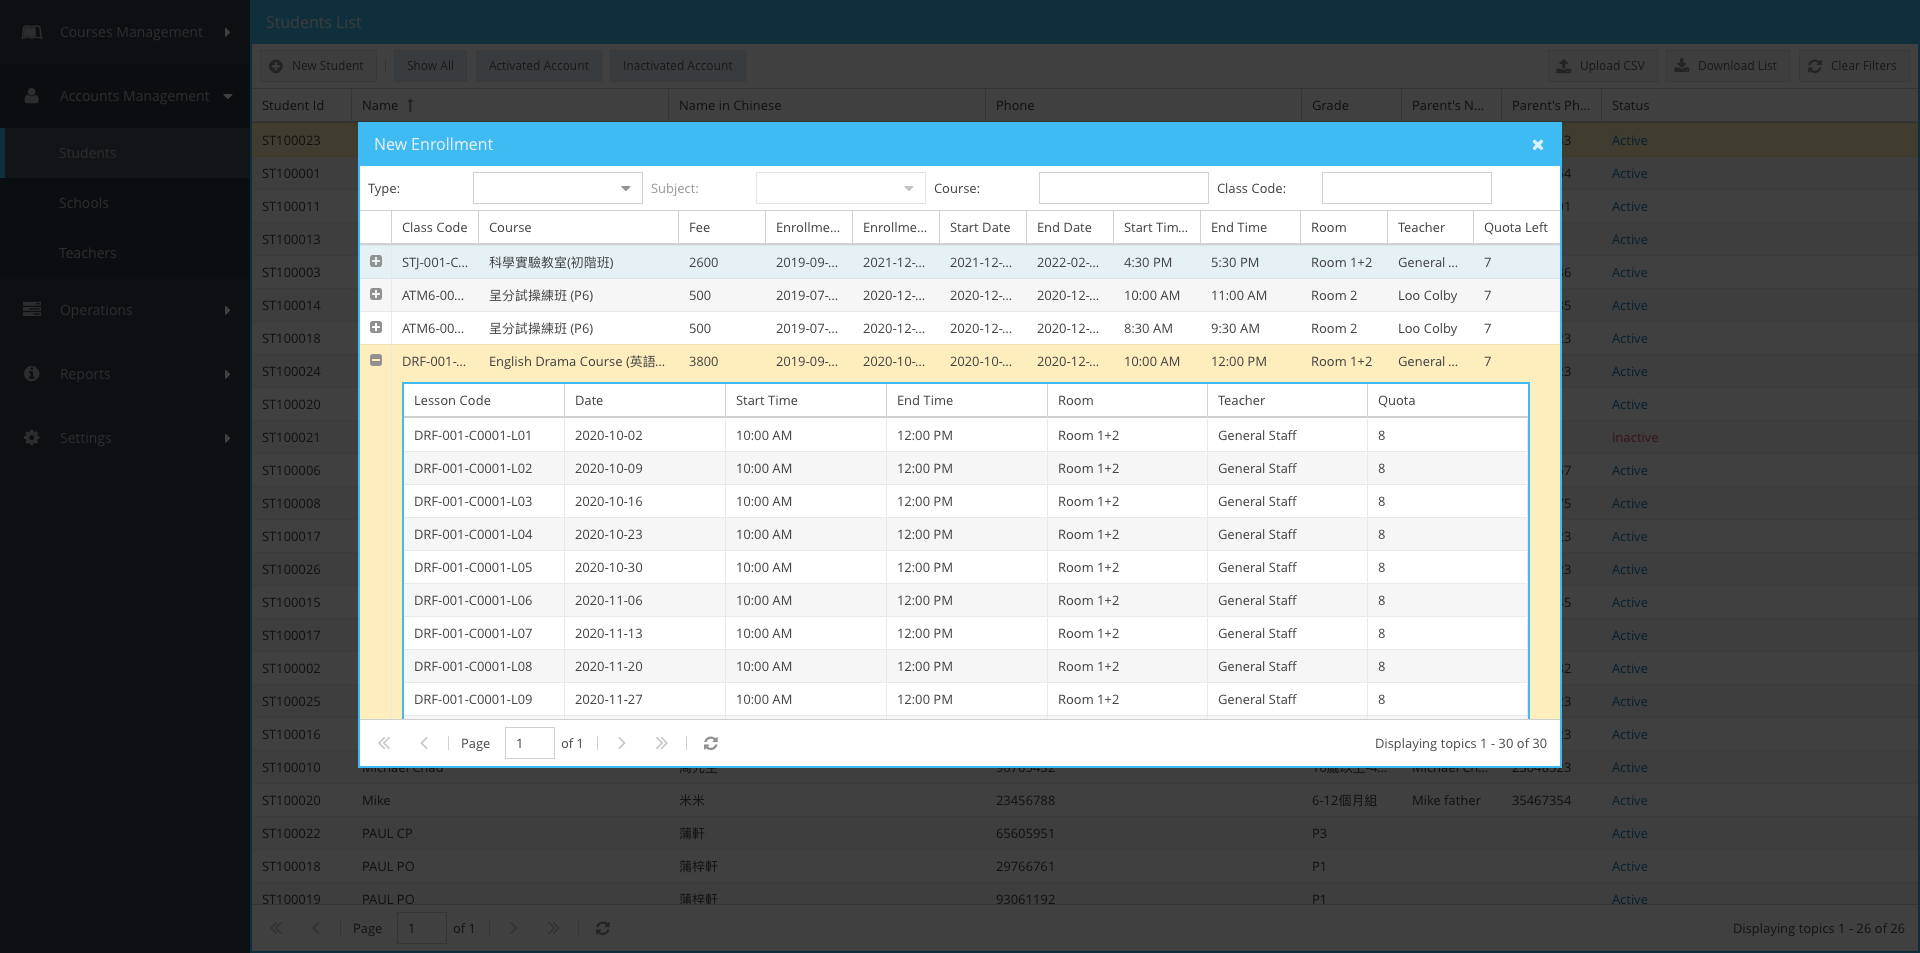 Courses Management
Accounts Management
Students
Schools
Teachers
Operations
Reports
Settings
Students List
New Student Show All Activated Account Inactivated Account Upload CSV Download List Clear Filters
Student Id Name Name in Chinese Phone Grade Parent's N... Parent's Ph... Status
ST100023 Active
ST100001 Active
ST100011 Active
ST100013 Active
ST100003 Active
ST100014 Active
ST100018 Active
ST100024 Active
ST100020 Active
ST100021 Inactive
ST100006 Active
ST100008 Active
ST100017 Active
ST100026 Active
ST100015 Active
ST100017 Active
ST100002 Active
ST100025 Active
ST100016 Active
ST100010 Active
ST100020 Mike 米米 23456788 6-12個月組 Mike father 35467354 Active
ST100022 PAUL CP 蒲軒 65605951 P3 Active
ST100018 PAUL PO 蒲梓軒 29766761 P1 Active
ST100019 PAUL PO 蒲梓軒 93061192 P1 Active
Page 1 of 1 Displaying topics 1 - 26 of 26
New Enrollment
Type: Subject: Course: Class Code:
Class Code Course Fee Enrollme... Enrollme... Start Date End Date Start Tim... End Time Room Teacher Quota Left
STJ-001-C... 科學實驗教室(初階班) 2600 2019-09-... 2021-12-... 2021-12-... 2022-02-... 4:30 PM 5:30 PM Room 1+2 General ... 7
ATM6-00... 呈分試操練班 (P6) 500 2019-07-... 2020-12-... 2020-12-... 2020-12-... 10:00 AM 11:00 AM Room 2 Loo Colby 7
ATM6-00... 呈分試操練班 (P6) 500 2019-07-... 2020-12-... 2020-12-... 2020-12-... 8:30 AM 9:30 AM Room 2 Loo Colby 7
DRF-001-... English Drama Course (英語... 3800 2019-09-... 2020-10-... 2020-10-... 2020-12-... 10:00 AM 12:00 PM Room 1+2 General ... 7
Lesson Code Date Start Time End Time Room Teacher Quota
DRF-001-C0001-L01 2020-10-02 10:00 AM 12:00 PM Room 1+2 General Staff 8
DRF-001-C0001-L02 2020-10-09 10:00 AM 12:00 PM Room 1+2 General Staff 8
DRF-001-C0001-L03 2020-10-16 10:00 AM 12:00 PM Room 1+2 General Staff 8
DRF-001-C0001-L04 2020-10-23 10:00 AM 12:00 PM Room 1+2 General Staff 8
DRF-001-C0001-L05 2020-10-30 10:00 AM 12:00 PM Room 1+2 General Staff 8
DRF-001-C0001-L06 2020-11-06 10:00 AM 12:00 PM Room 1+2 General Staff 8
DRF-001-C0001-L07 2020-11-13 10:00 AM 12:00 PM Room 1+2 General Staff 8
DRF-001-C0001-L08 2020-11-20 10:00 AM 12:00 PM Room 1+2 General Staff 8
DRF-001-C0001-L09 2020-11-27 10:00 AM 12:00 PM Room 1+2 General Staff 8
Page 1 of 1 Displaying topics 1 - 30 of 30